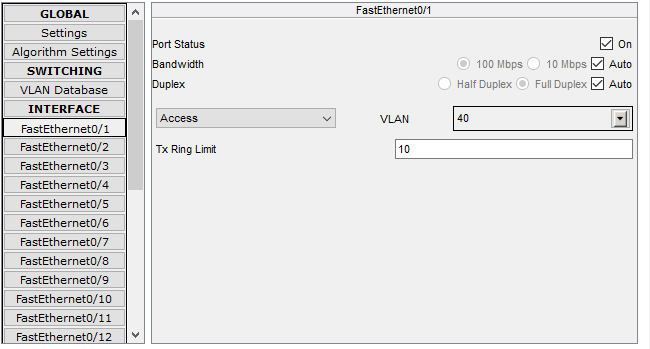 GLOBAL
Settings
Algorithm Settings
SWITCHING
VLAN Database
INTERFACE
FastEthernet0/1
FastEthernet0/2
FastEthernet0/3
FastEthernet0/4
FastEthernet0/5
FastEthernet0/6
FastEthernet0/7
FastEthernet0/8
FastEthernet0/9
FastEthernet0/10
FastEthernet0/11
FastEthernet0/12
FastEthernet0/1
Port Status On
Bandwidth 100 Mbps 10 Mbps Auto
Duplex Half Duplex Full Duplex Auto
Access VLAN 40
Tx Ring Limit 10